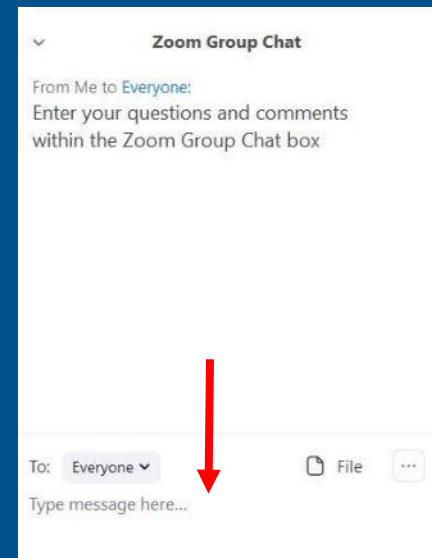 Zoom Group Chat
From Me to Everyone:
Enter your questions and comments
within the Zoom Group Chat box
To: Everyone File ...
Type message here...